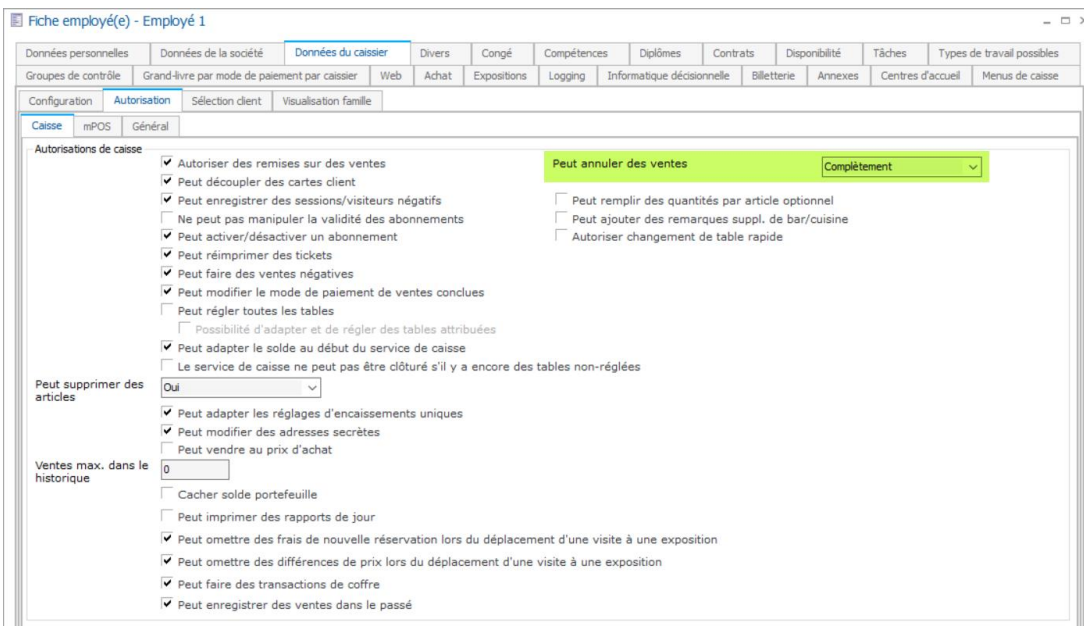 Fiche employé(e) - Employé 1
Données personnelles Données de la société Données du caissier Divers Congé Compétences Diplômes Contrats Disponibilité Tâches Types de travail possibles
Groupes de contrôle Grand-livre par mode de paiement par caissier Web Achat Expositions Logging Informatique décisionnelle Billetterie Annexes Centres d'accueil Menus de caisse
Configuration Autorisation Sélection client Visualisation famille
Caisse mPOS Général
Autorisations de caisse
Autoriser des remises sur des ventes
Peut annuler des ventes Complètement
Peut découpler des cartes client
Peut enregistrer des sessions/visiteurs négatifs
Peut remplir des quantités par article optionnel
Ne peut pas manipuler la validité des abonnements
Peut ajouter des remarques suppl. de bar/cuisine
Peut activer/désactiver un abonnement
Autoriser changement de table rapide
Peut réimprimer des tickets
Peut faire des ventes négatives
Peut modifier le mode de paiement de ventes conclues
Peut régler toutes les tables
Possibilité d'adapter et de régler des tables attribuées
Peut adapter le solde au début du service de caisse
Le service de caisse ne peut pas être clôturé s'il y a encore des tables non-réglées
Peut supprimer des articles Oui
Peut adapter les réglages d'encaissements uniques
Peut modifier des adresses secrètes
Peut vendre au prix d'achat
Ventes max. dans le historique 0
Cacher solde portefeuille
Peut imprimer des rapports de jour
Peut omettre des frais de nouvelle réservation lors du déplacement d'une visite à une exposition
Peut omettre des différences de prix lors du déplacement d'une visite à une exposition
Peut faire des transactions de coffre
Peut enregistrer des ventes dans le passé